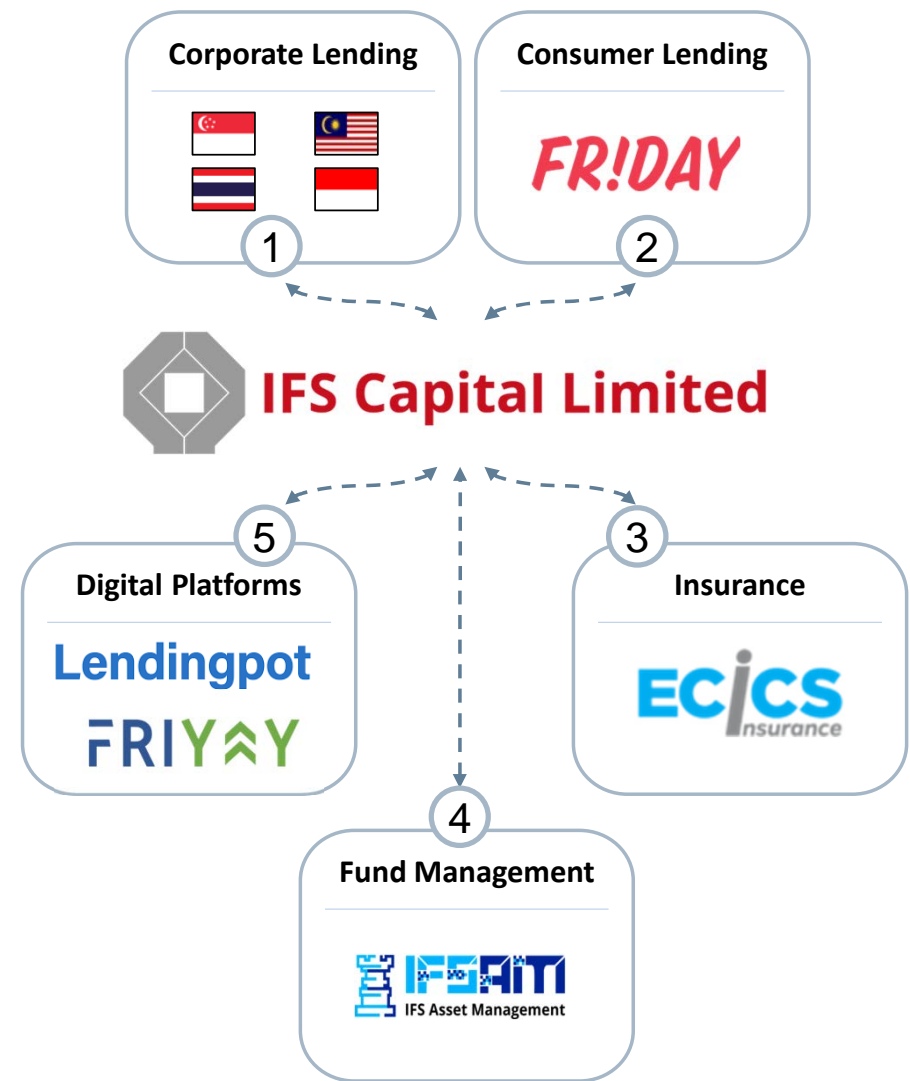 Corporate Lending
Consumer Lending
FR!DAY
1
2
IFS Capital Limited
5
3
Digital Platforms
Insurance
Lendingpot
FRIYAY
ECiCS
Insurance
4
Fund Management
IFSAM
IFS Asset Management